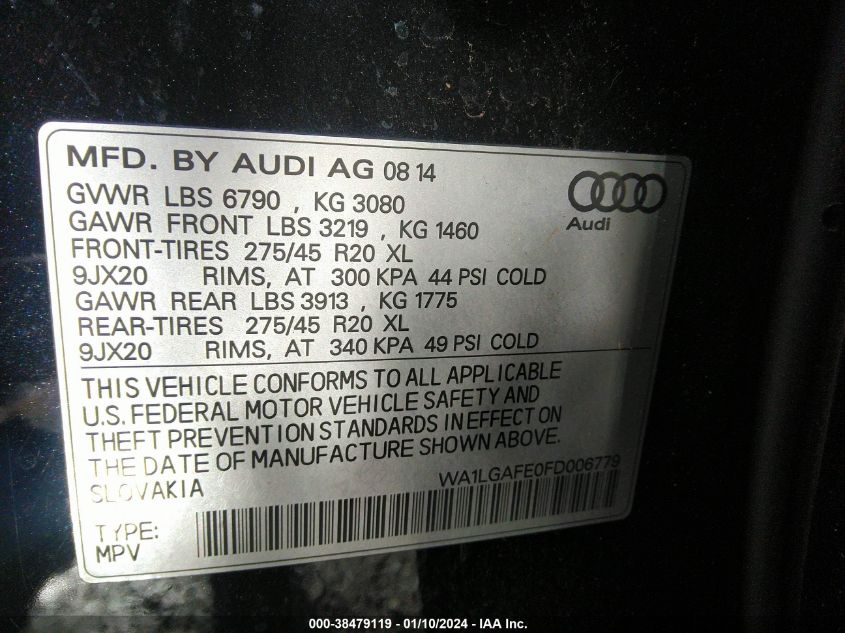 MFD. BY AUDI AG 08 14
GVWR LBS 6790 , KG 3080
GAWR FRONT LBS 3219 , KG 1460
FRONT-TIRES 275/45 R20 XL
9JX20 RIMS, AT 300 KPA 44 PSI COLD
GAWR REAR LBS 3913 , KG 1775
REAR-TIRES 275/45 R20 XL
9JX20 RIMS, AT 340 KPA 49 PSI COLD
Audi
THIS VEHICLE CONFORMS TO ALL APPLICABLE
U.S. FEDERAL MOTOR VEHICLE SAFETY AND
THEFT PREVENTION STANDARDS IN EFFECT ON
THE DATE OF MANUFACTURE SHOWN ABOVE.
SLOVAKIA WA1LGAFE0FD006779
TYPE:
MPV
000-38479119 - 01/10/2024 - IAA Inc.